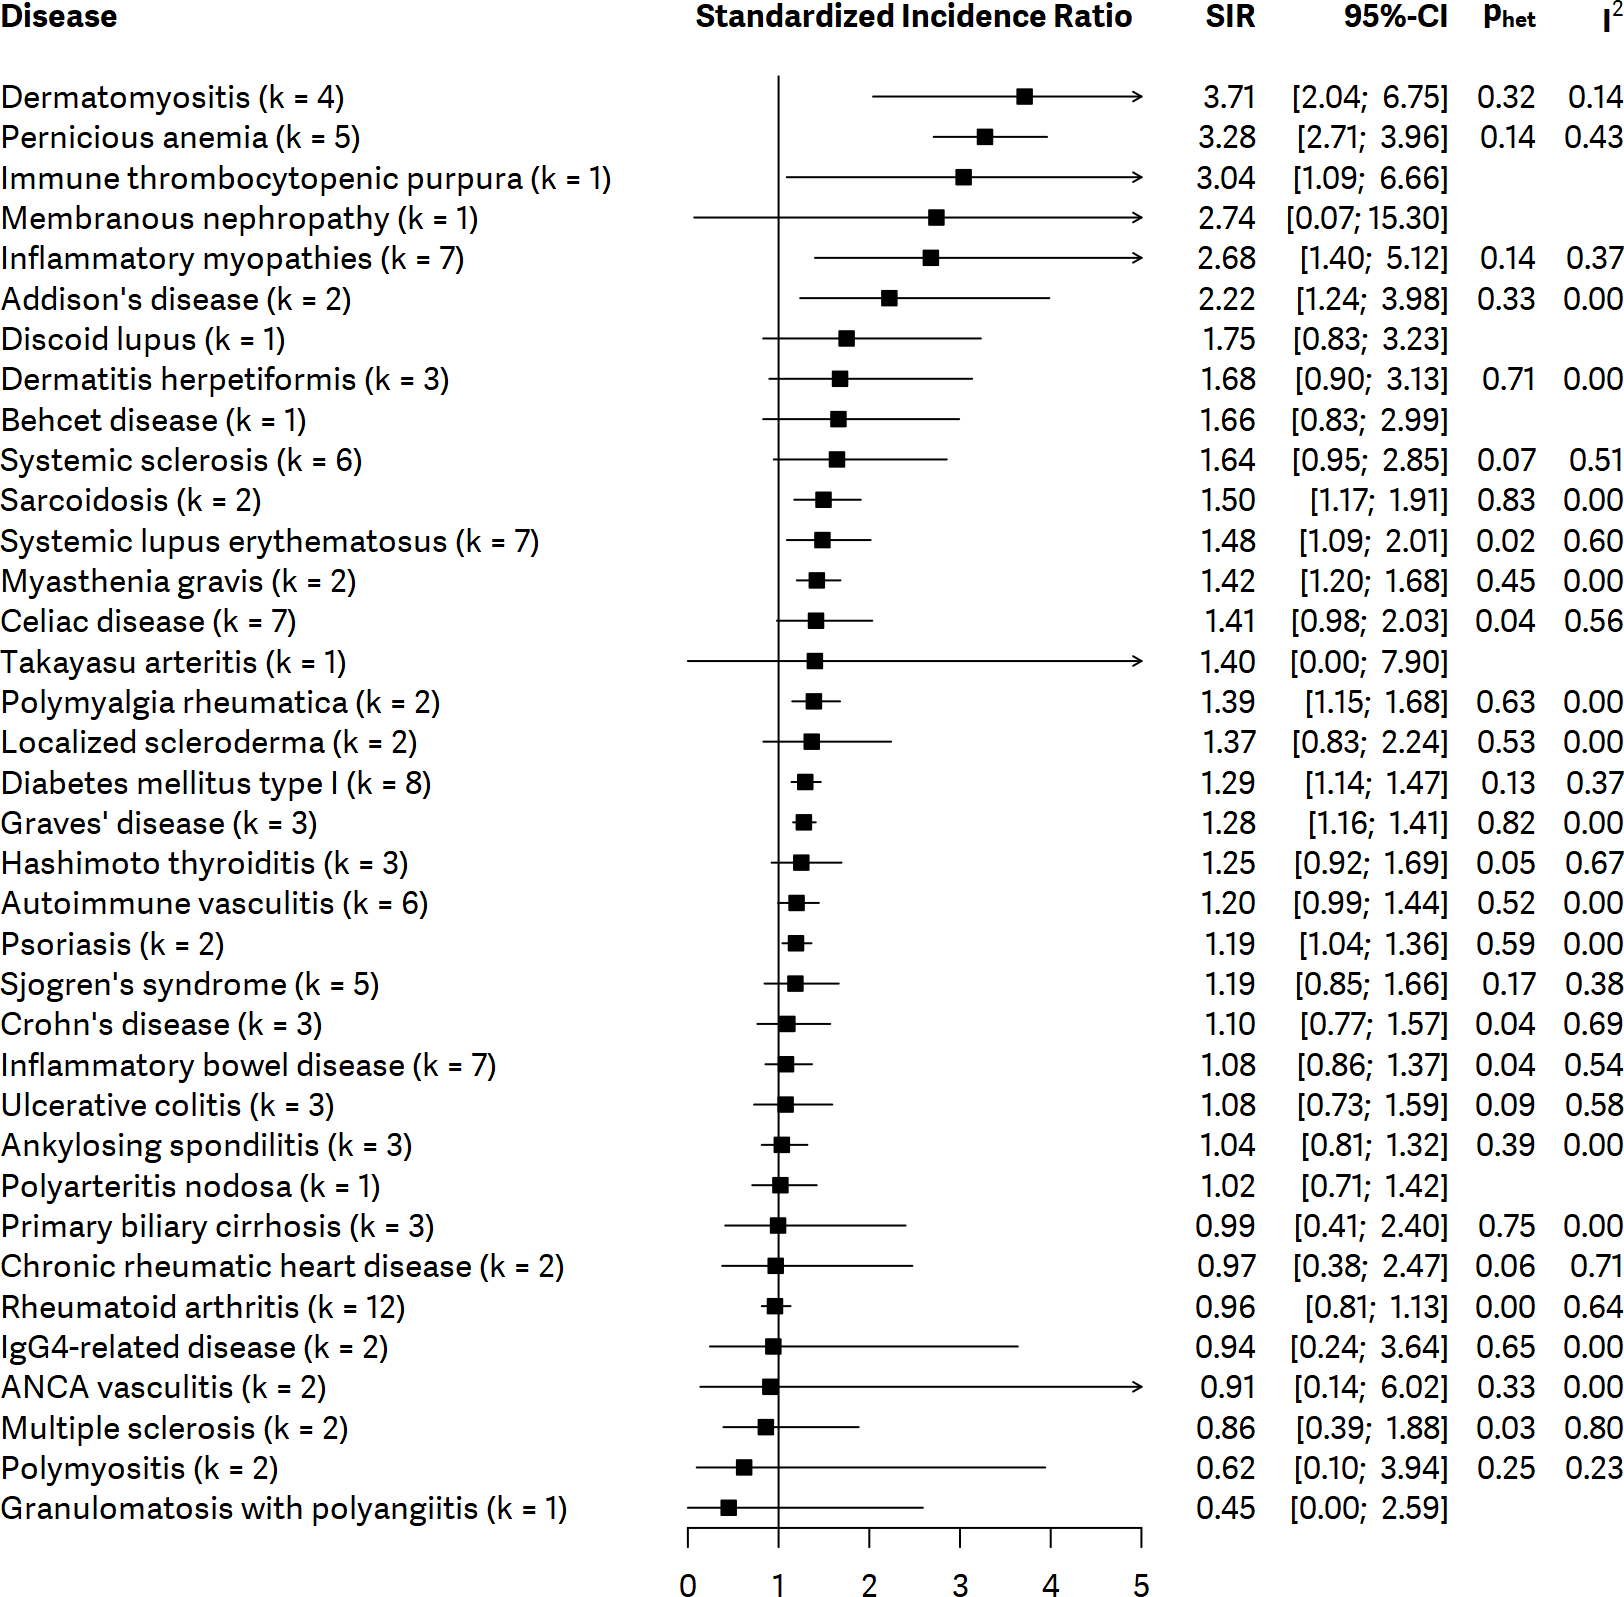 Disease Standardized Incidence Ratio SIR 95%-CI phet I2
Dermatomyositis (k = 4) 3.71 [2.04; 6.75] 0.32 0.14
Pernicious anemia (k = 5) 3.28 [2.71; 3.96] 0.14 0.43
Immune thrombocytopenic purpura (k = 1) 3.04 [1.09; 6.66]
Membranous nephropathy (k = 1) 2.74 [0.07; 15.30]
Inflammatory myopathies (k = 7) 2.68 [1.40; 5.12] 0.14 0.37
Addison's disease (k = 2) 2.22 [1.24; 3.98] 0.33 0.00
Discoid lupus (k = 1) 1.75 [0.83; 3.23]
Dermatitis herpetiformis (k = 3) 1.68 [0.90; 3.13] 0.71 0.00
Behcet disease (k = 1) 1.66 [0.83; 2.99]
Systemic sclerosis (k = 6) 1.64 [0.95; 2.85] 0.07 0.51
Sarcoidosis (k = 2) 1.50 [1.17; 1.91] 0.83 0.00
Systemic lupus erythematosus (k = 7) 1.48 [1.09; 2.01] 0.02 0.60
Myasthenia gravis (k = 2) 1.42 [1.20; 1.68] 0.45 0.00
Celiac disease (k = 7) 1.41 [0.98; 2.03] 0.04 0.56
Takayasu arteritis (k = 1) 1.40 [0.00; 7.90]
Polymyalgia rheumatica (k = 2) 1.39 [1.15; 1.68] 0.63 0.00
Localized scleroderma (k = 2) 1.37 [0.83; 2.24] 0.53 0.00
Diabetes mellitus type I (k = 8) 1.29 [1.14; 1.47] 0.13 0.37
Graves' disease (k = 3) 1.28 [1.16; 1.41] 0.82 0.00
Hashimoto thyroiditis (k = 3) 1.25 [0.92; 1.69] 0.05 0.67
Autoimmune vasculitis (k = 6) 1.20 [0.99; 1.44] 0.52 0.00
Psoriasis (k = 2) 1.19 [1.04; 1.36] 0.59 0.00
Sjogren's syndrome (k = 5) 1.19 [0.85; 1.66] 0.17 0.38
Crohn's disease (k = 3) 1.10 [0.77; 1.57] 0.04 0.69
Inflammatory bowel disease (k = 7) 1.08 [0.86; 1.37] 0.04 0.54
Ulcerative colitis (k = 3) 1.08 [0.73; 1.59] 0.09 0.58
Ankylosing spondilitis (k = 3) 1.04 [0.81; 1.32] 0.39 0.00
Polyarteritis nodosa (k = 1) 1.02 [0.71; 1.42]
Primary biliary cirrhosis (k = 3) 0.99 [0.41; 2.40] 0.75 0.00
Chronic rheumatic heart disease (k = 2) 0.97 [0.38; 2.47] 0.06 0.71
Rheumatoid arthritis (k = 12) 0.96 [0.81; 1.13] 0.00 0.64
IgG4-related disease (k = 2) 0.94 [0.24; 3.64] 0.65 0.00
ANCA vasculitis (k = 2) 0.91 [0.14; 6.02] 0.33 0.00
Multiple sclerosis (k = 2) 0.86 [0.39; 1.88] 0.03 0.80
Polymyositis (k = 2) 0.62 [0.10; 3.94] 0.25 0.23
Granulomatosis with polyangiitis (k = 1) 0.45 [0.00; 2.59]
0 1 2 3 4 5